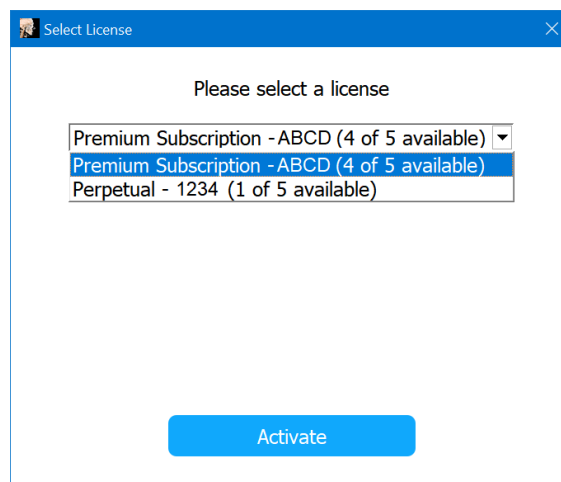 Select License
Please select a license
Premium Subscription - ABCD (4 of 5 available)
Premium Subscription - ABCD (4 of 5 available)
Perpetual - 1234 (1 of 5 available)
Activate